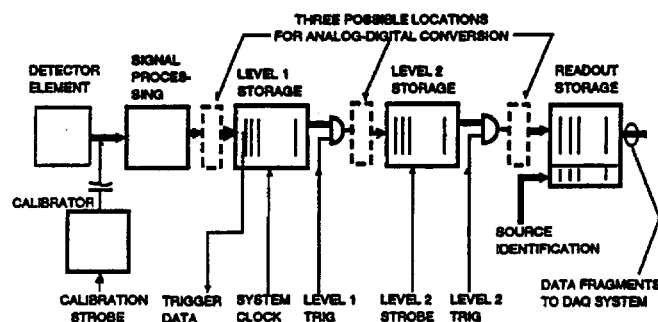 THREE POSSIBLE LOCATIONS
FOR ANALOG-DIGITAL CONVERSION
DETECTOR
ELEMENT
SIGNAL
PROCES-
SING
LEVEL 1
STORAGE
LEVEL 2
STORAGE
READOUT
STORAGE
CALIBRATOR
SOURCE
IDENTIFICATION
CALIBRATION
STROBE
TRIGGER
DATA
SYSTEM
CLOCK
LEVEL 1
TRIG
LEVEL 2
STROBE
LEVEL 2
TRIG
DATA FRAGMENTS
TO DAQ SYSTEM